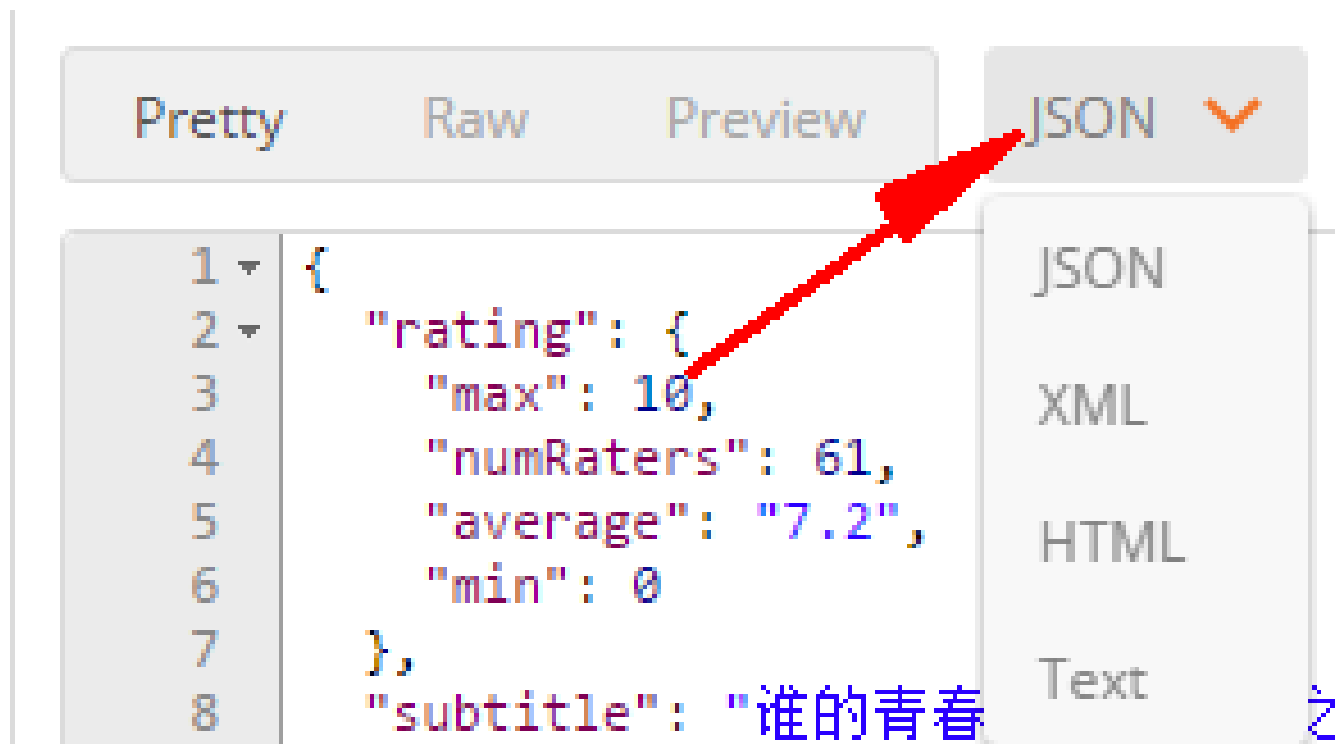 Pretty Raw Preview JSON
JSON
XML
HTML
Text
1 {
2 "rating": {
3 "max": 10,
4 "numRaters": 61,
5 "average": "7.2",
6 "min": 0
7 },
8 "subtitle": "谁的青春 之